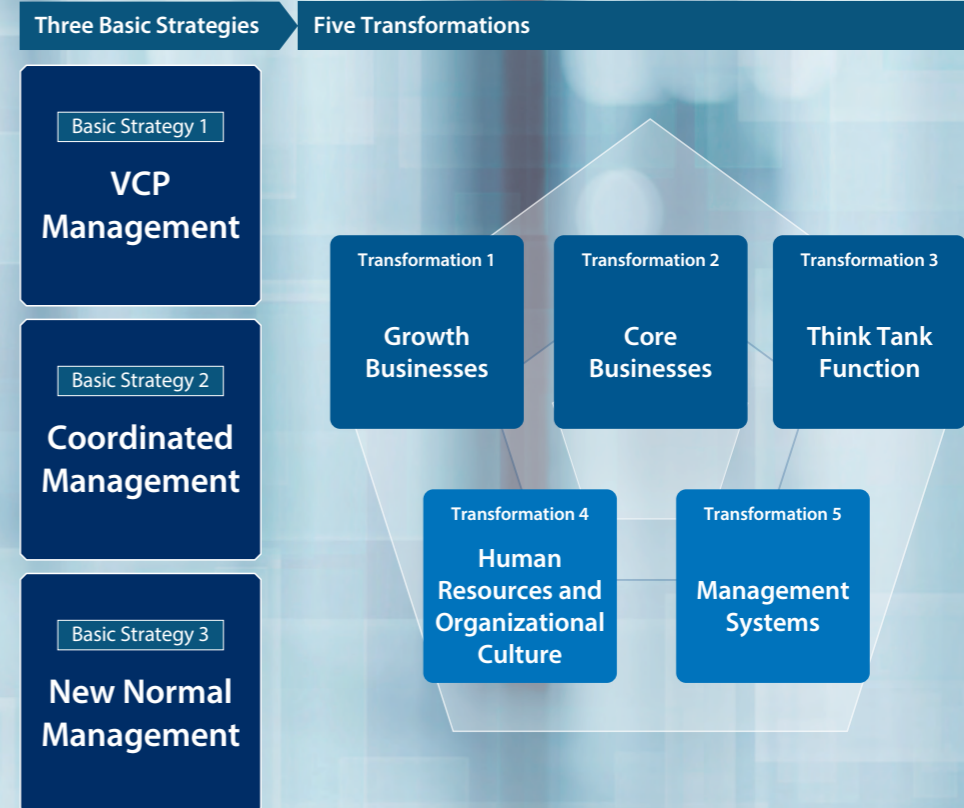 Three Basic Strategies
Five Transformations
Basic Strategy 1
VCP
Management
Basic Strategy 2
Coordinated
Management
Basic Strategy 3
New Normal
Management
Transformation 1
Growth
Businesses
Transformation 2
Core
Businesses
Transformation 3
Think Tank
Function
Transformation 4
Human
Resources and
Organizational
Culture
Transformation 5
Management
Systems